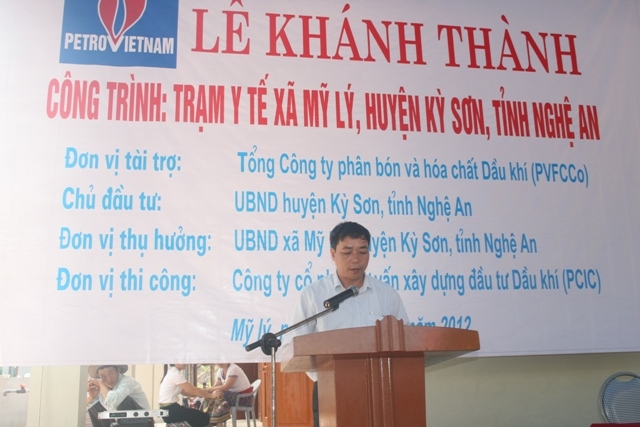 PETROVIETNAM
LỄ KHÁNH THÀNH
CÔNG TRÌNH: TRẠM Y TẾ XÃ MỸ LÝ, HUYỆN KỲ SƠN, TỈNH NGHỆ AN
Đơn vị tài trợ: Tổng Công ty phân bón và hóa chất Dầu khí (PVFCCo)
Chủ đầu tư: UBND huyện Kỳ Sơn, tỉnh Nghệ An
Đơn vị thụ hưởng: UBND xã Mỹ Kỳ Sơn, tỉnh Nghệ An
Đơn vị thi công: Công ty cổ xây dựng đầu tư Dầu khí (PCIC)
Mỹ lý, năm 2012